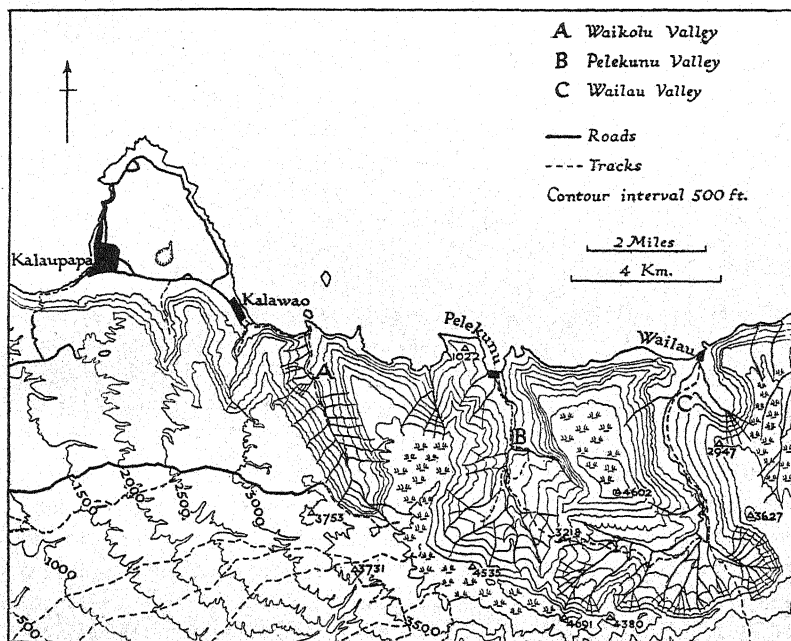 A Waikolu Valley
B Pelekunu Valley
C Wailau Valley
Roads
Tracks
Contour interval 500 ft.
2 Miles
4 Km.
Kalaupapa
Kalawao
Pelekunu
1022
Wailau
A
B
C
2947
4602
3627
3753
3218
3731
4535
4691
4380
1500
2000
2500
3000
1000
500
3500